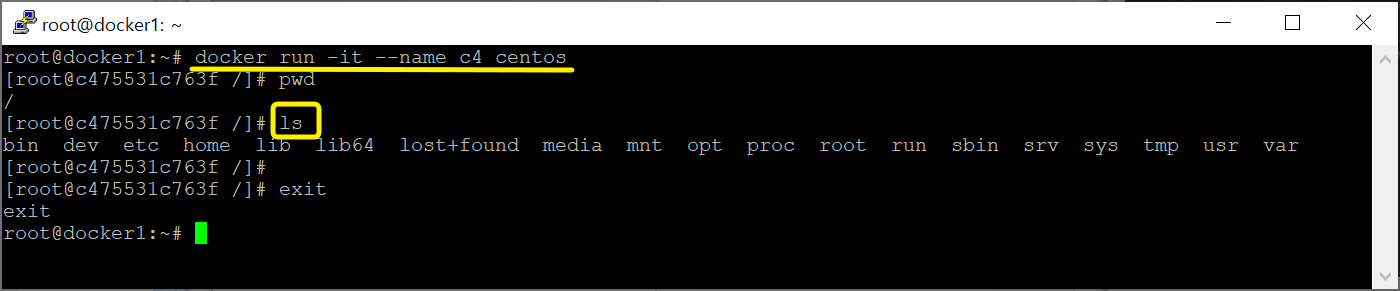 root@docker1: ~
root@docker1:~# docker run -it --name c4 centos
[root@c475531c763f /]# pwd
/
[root@c475531c763f /]# ls
bin  dev  etc  home  lib  lib64  lost+found  media  mnt  opt  proc  root  run  sbin  srv  sys  tmp  usr  var
[root@c475531c763f /]#
[root@c475531c763f /]# exit
exit
root@docker1:~#